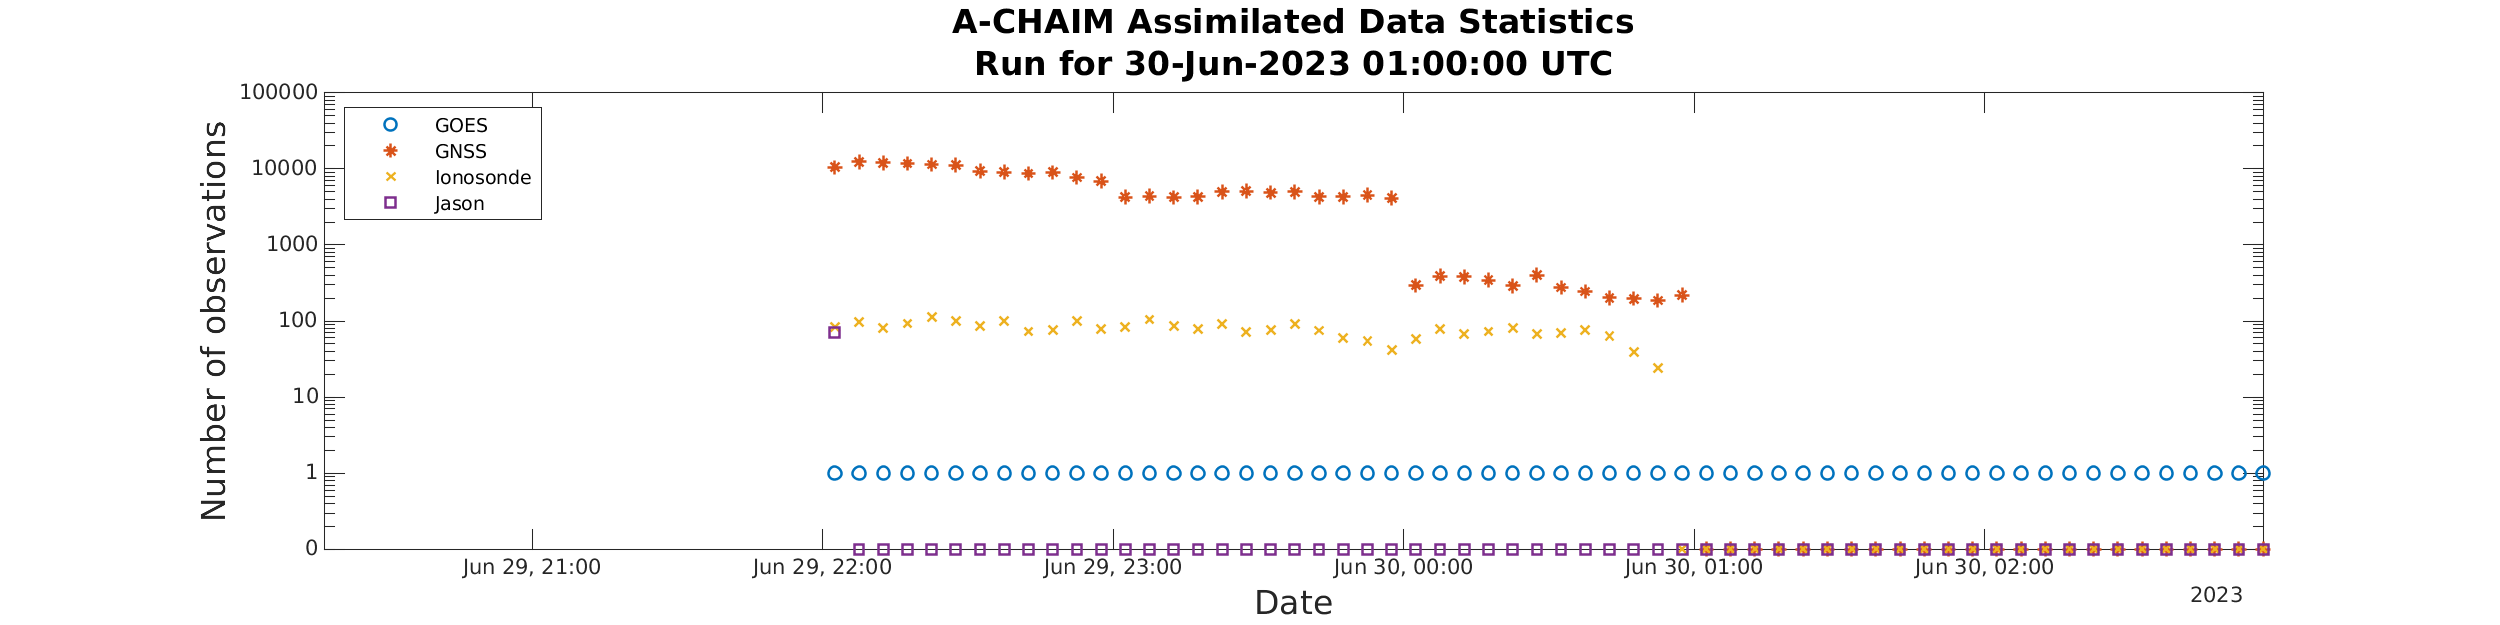 A-CHAIM Assimilated Data Statistics
Run for 30-Jun-2023 01:00:00 UTC
100000
10000
1000
100
10
1
0
Number of observations
GOES
GNSS
Ionosonde
Jason
Jun 29, 21:00
Jun 29, 22:00
Jun 29, 23:00
Jun 30, 00:00
Jun 30, 01:00
Jun 30, 02:00
2023
Date